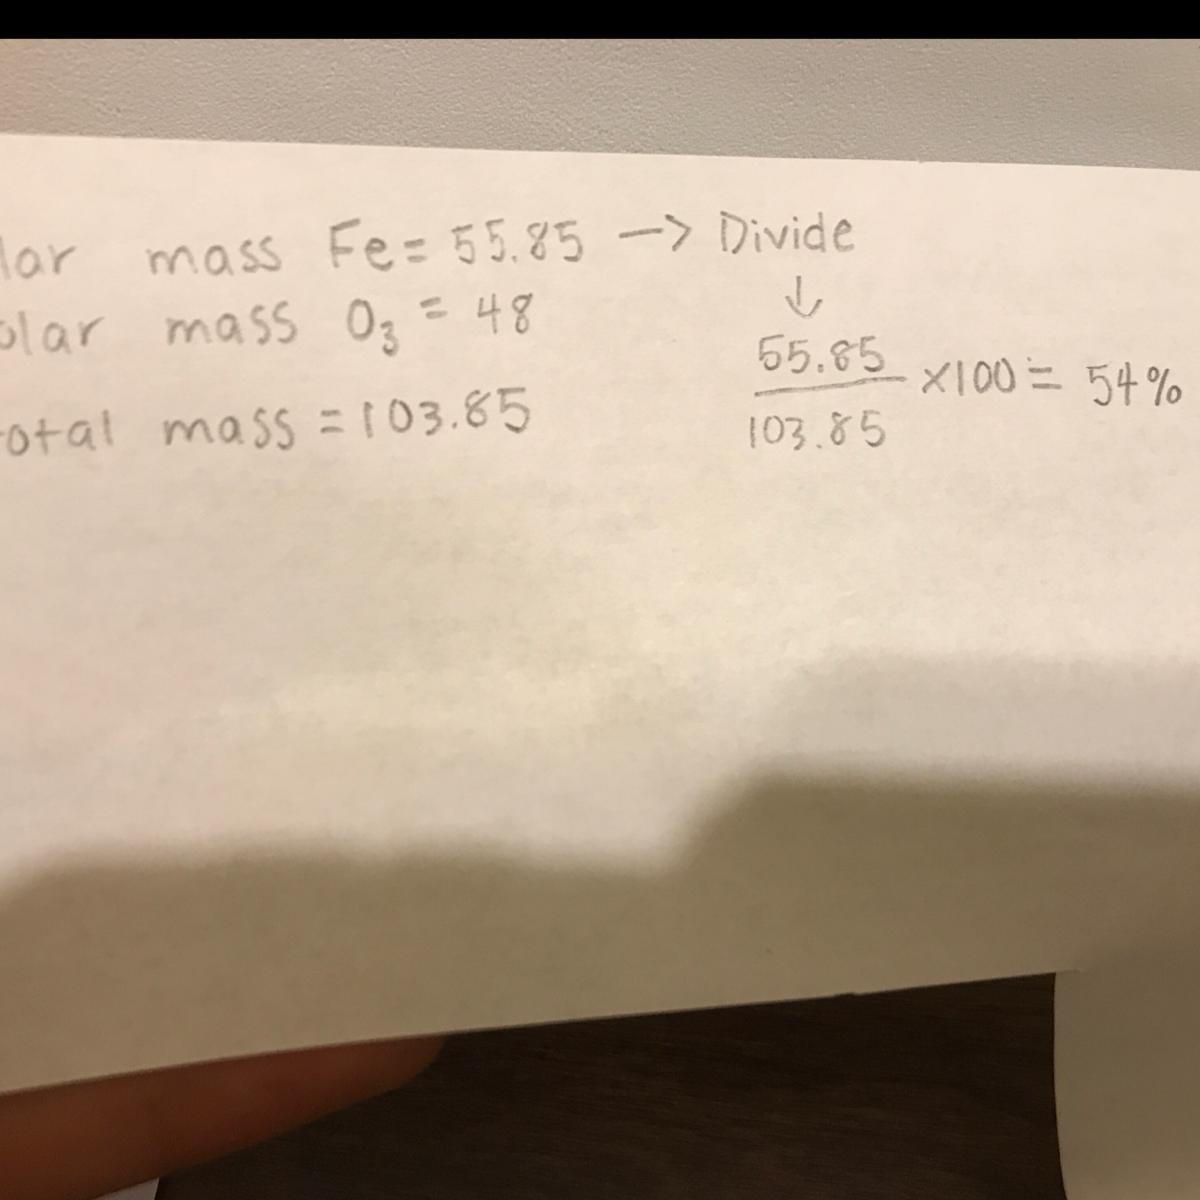 lar mass Fe = 55.85 —> Divide
↓
olar mass O₃ = 48
55.85
x100 = 54%
103.85
otal mass = 103.85